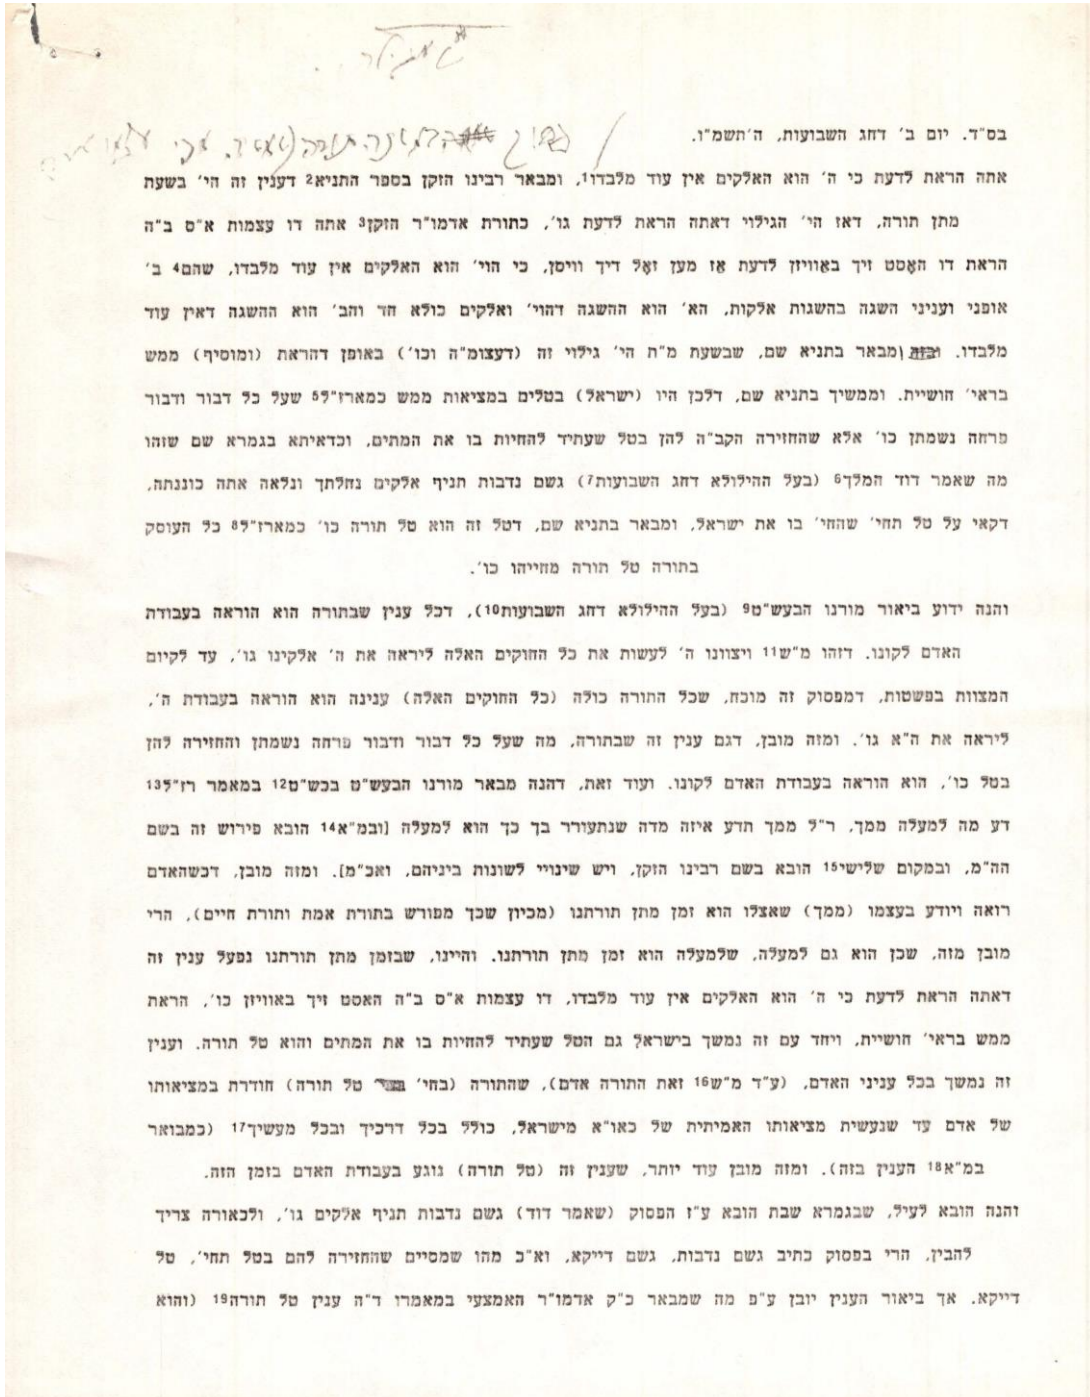 בס"ד. יום ב' דחג השבועות, ה'תשמ"ו.
אתה הראת לדעת כי ה' הוא האלקים אין עוד מלבדו1, ומבאר רבינו הזקן בספר התניא2 דענין זה הי' בשעת
מתן תורה, דאז הי' הגילוי דאתה הראת לדעת גו', כתורת אדמו"ר הזקן3 אתה דו עצמות א"ס ב"ה
הראת דו האָסט זיך באַוויזן לדעת אַז מען זאָל דיך וויסן, כי הוי' הוא האלקים אין עוד מלבדו, שהם4 ב'
אופני ועניני השגה בהשגות אלקות, הא' הוא ההשגה דהוי' ואלקים כולא חד והב' הוא ההשגה דאין עוד
מלבדו. ומבאר בתניא שם, שבשעת מ"ת הי' גילוי זה (דעצומ"ה וכו') באופן דהראת (ומוסיף) ממש
בראי' חושיית. וממשיך בתניא שם, דלכן היו (ישראל) בטלים במציאות ממש כמארז"ל5 שעל כל דבור ודבור
פרחה נשמתן כו' אלא שהחזירה הקב"ה להן בטל שעתיד להחיות בו את המתים, וכדאיתא בגמרא שם שזהו
מה שאמר דוד המלך6 (בעל ההילולא דחג השבועות7) גשם נדבות תניף אלקים נחלתך ונלאה אתה כוננתה,
דקאי על טל תחי' שהחי' בו את ישראל, ומבאר בתניא שם, דטל זה הוא טל תורה כו' כמארז"ל8 כל העוסק
בתורה טל תורה מחייהו כו'.
והנה ידוע ביאור מורנו הבעש"ט9 (בעל ההילולא דחג השבועות10), דכל ענין שבתורה הוא הוראה בעבודת
האדם לקונו. דזהו מ"ש11 ויצוונו ה' לעשות את כל החוקים האלה ליראה את ה' אלקינו גו', עד לקיום
המצוות בפשטות, דמפסוק זה מוכח, שכל התורה כולה (כל החוקים האלה) ענינה הוא הוראה בעבודת ה',
ליראה את ה"א גו'. ומזה מובן, דגם ענין זה שבתורה, מה שעל כל דבור ודבור פרחה נשמתן והחזירה להן
בטל כו', הוא הוראה בעבודת האדם לקונו. ועוד זאת, דהנה מבאר מורנו הבעש"ט בכש"ט12 במאמר רז"ל13
דע מה למעלה ממך, ר"ל ממך תדע איזה מדה שנתעורר בך כך הוא למעלה [ובמ"א14 הובא פירוש זה בשם
הה"מ, ובמקום שלישי15 הובא בשם רבינו הזקן, ויש שינויי לשונות ביניהם, ואכ"מ]. ומזה מובן, דכשהאדם
רואה ויודע בעצמו (ממך) שאצלו הוא זמן מתן תורתנו (מכיון שכך מפורש בתורת אמת ותורת חיים), הרי
מובן מזה, שכן הוא גם למעלה, שלמעלה הוא זמן מתן תורתנו. והיינו, שבזמן מתן תורתנו נפעל ענין זה
דאתה הראת לדעת כי ה' הוא האלקים אין עוד מלבדו, דו עצמות א"ס ב"ה האסט זיך באוויזן כו', הראת
ממש בראי' חושיית, ויחד עם זה נמשך בישראל גם הטל שעתיד להחיות בו את המתים והוא טל תורה. וענין
זה נמשך בכל עניני האדם, (ע"ד מ"ש16 זאת התורה אדם), שהתורה (בחי' טל תורה) חודרת במציאותו
של אדם עד שנעשית מציאותו האמיתית של כאו"א מישראל, כולל בכל דרכיך ובכל מעשיך17 (כמבואר
במ"א18 הענין בזה). ומזה מובן עוד יותר, שענין זה (טל תורה) נוגע בעבודת האדם בזמן הזה.
והנה הובא לעיל, שבגמרא שבת הובא ע"ז הפסוק (שאמר דוד) גשם נדבות תניף אלקים גו', ולכאורה צריך
להבין, הרי בפסוק כתיב גשם נדבות, גשם דייקא, וא"כ מהו שמסיים שהחזירה להם בטל תחי', טל
דייקא. אך ביאור הענין יובן ע"פ מה שמבאר כ"ק אדמו"ר האמצעי במאמרו ד"ה ענין טל תורה19 (והוא